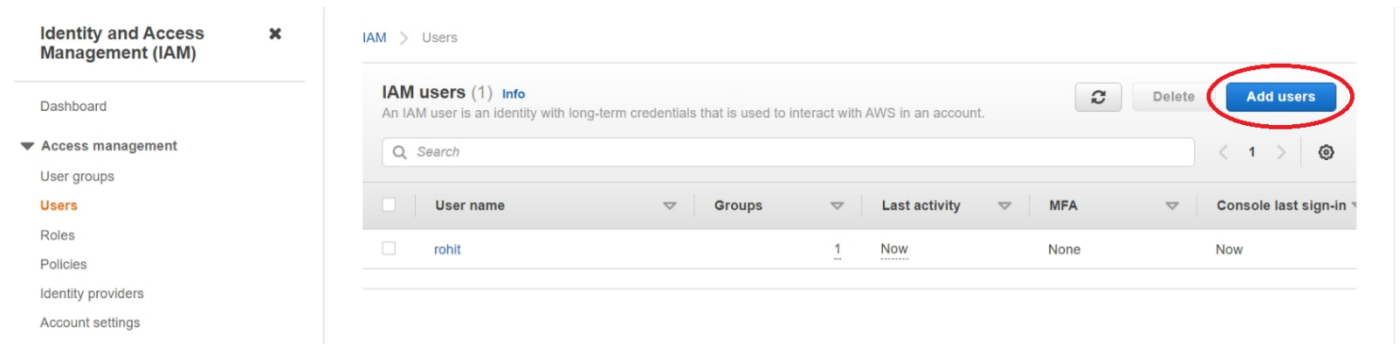 Identity and Access
Management (IAM)
Dashboard
Access management
User groups
Users
Roles
Policies
Identity providers
Account settings
IAM > Users
IAM users (1) Info
An IAM user is an identity with long-term credentials that is used to interact with AWS in an account.
Delete
Add users
Search
1
User name Groups Last activity MFA Console last sign-in
rohit 1 Now None Now